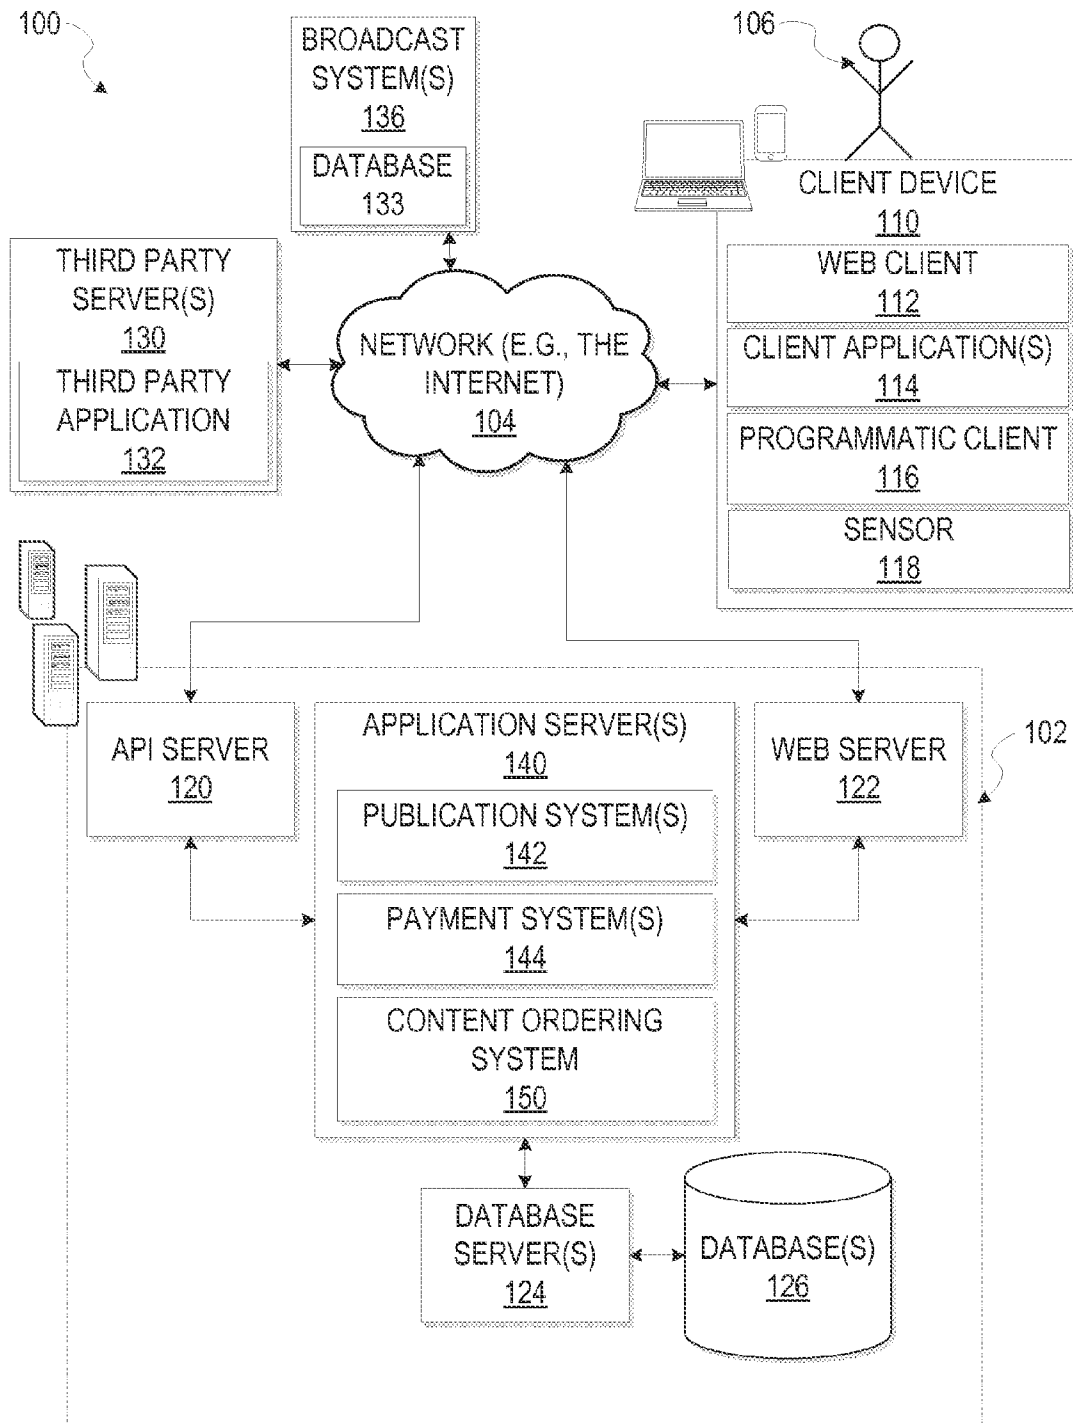 100
BROADCAST
SYSTEM(S)
136
DATABASE
133
106
CLIENT DEVICE
110
WEB CLIENT
112
CLIENT APPLICATION(S)
114
PROGRAMMATIC CLIENT
116
SENSOR
118
THIRD PARTY
SERVER(S)
130
THIRD PARTY
APPLICATION
132
NETWORK (E.G., THE
INTERNET)
104
API SERVER
120
APPLICATION SERVER(S)
140
PUBLICATION SYSTEM(S)
142
PAYMENT SYSTEM(S)
144
CONTENT ORDERING
SYSTEM
150
WEB SERVER
122
102
DATABASE
SERVER(S)
124
DATABASE(S)
126